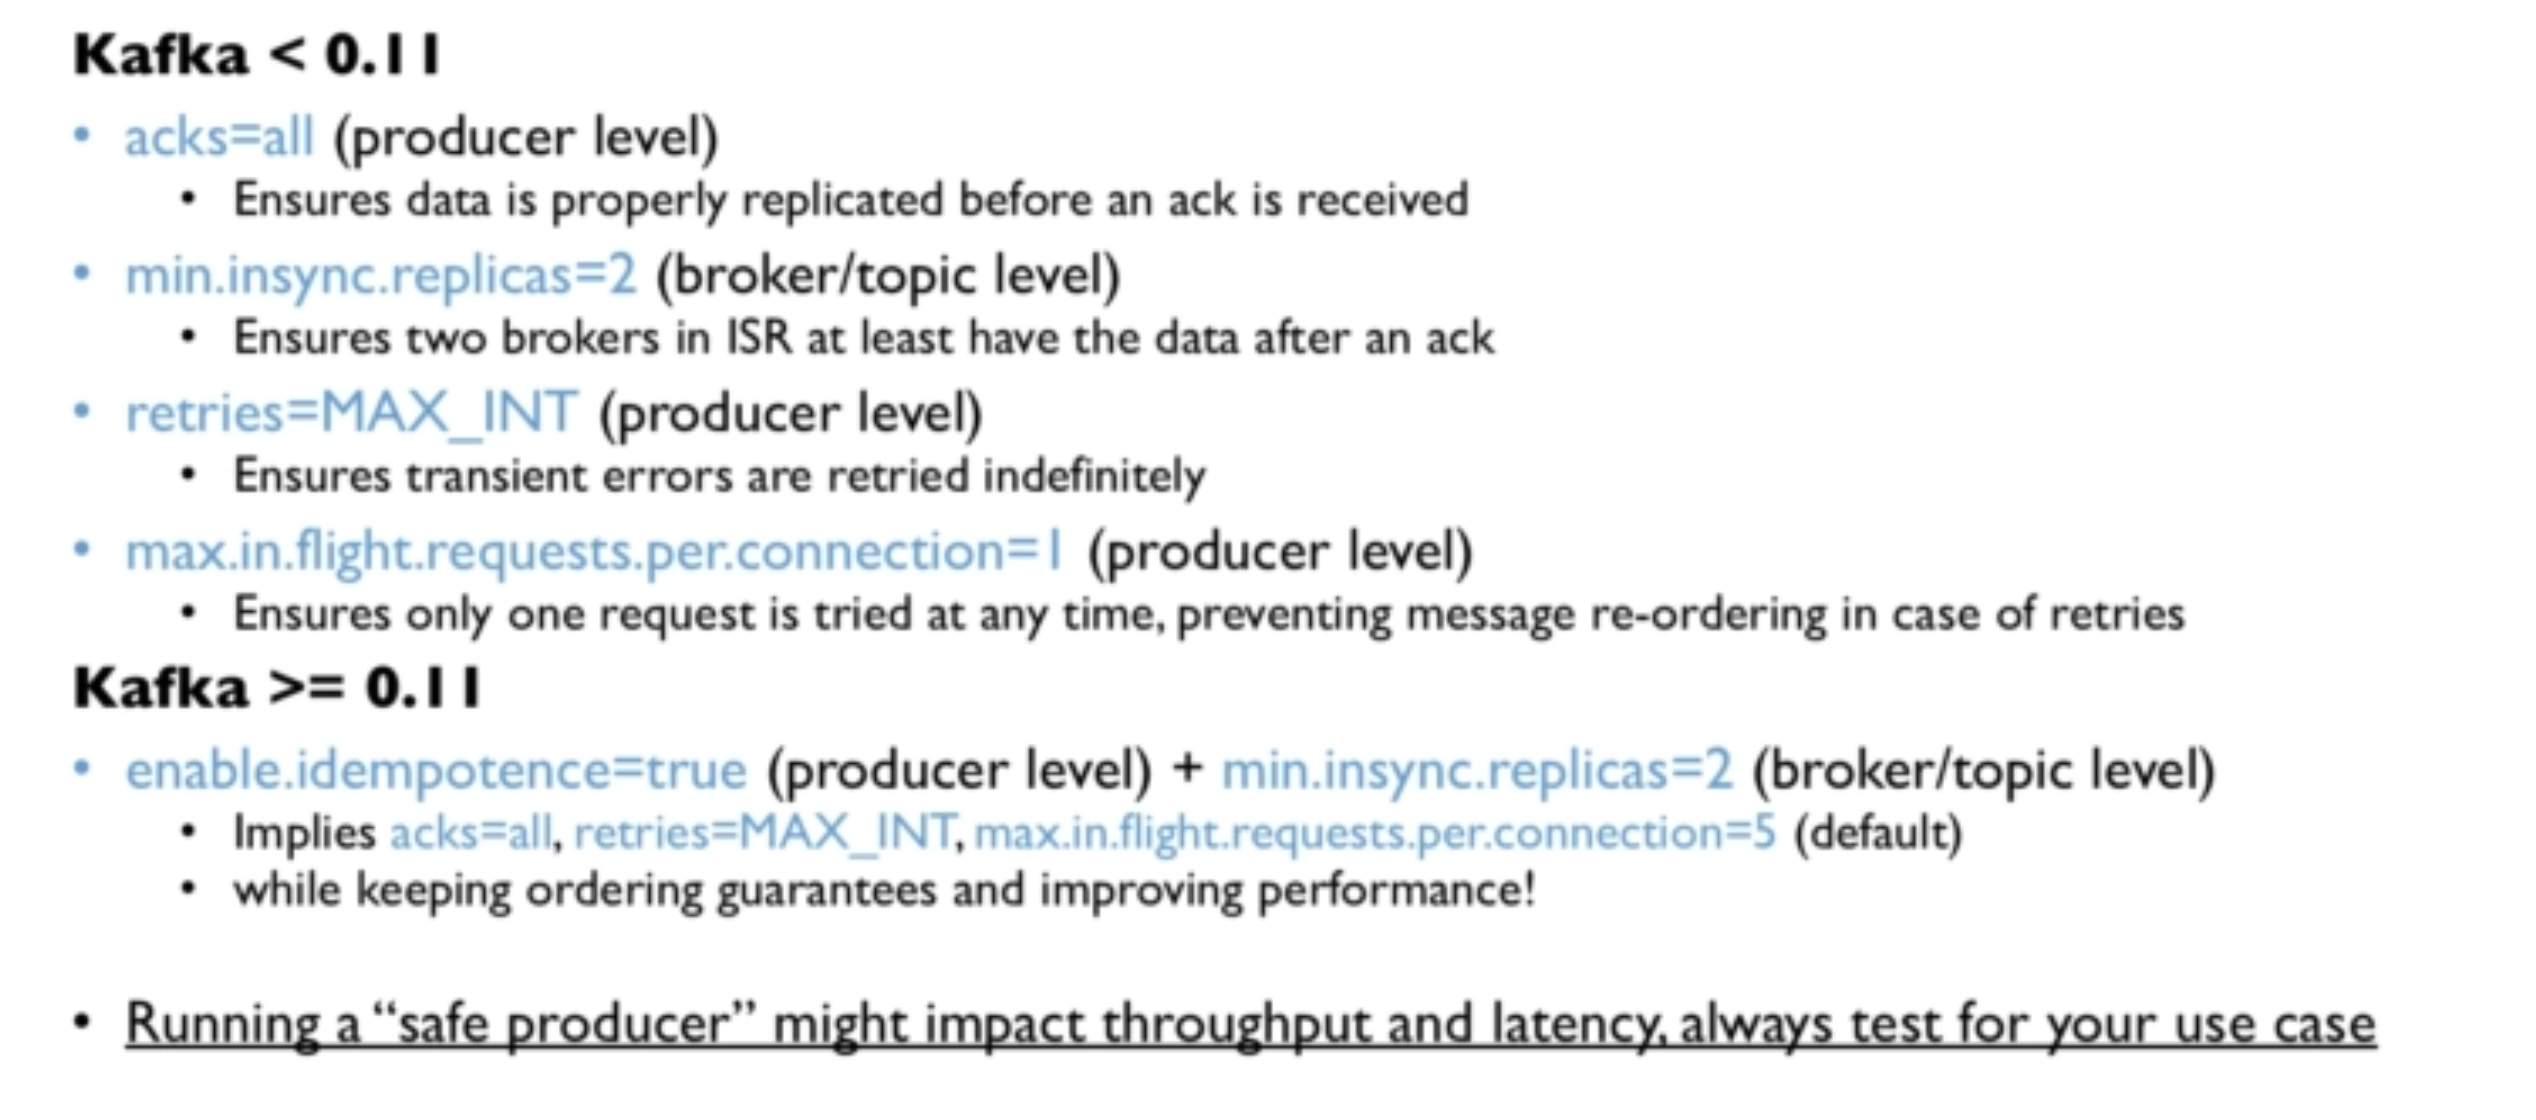 Kafka < 0.11
• acks=all (producer level)
• Ensures data is properly replicated before an ack is received
• min.insync.replicas=2 (broker/topic level)
• Ensures two brokers in ISR at least have the data after an ack
• retries=MAX_INT (producer level)
• Ensures transient errors are retried indefinitely
• max.in.flight.requests.per.connection=1 (producer level)
• Ensures only one request is tried at any time, preventing message re-ordering in case of retries
Kafka >= 0.11
• enable.idempotence=true (producer level) + min.insync.replicas=2 (broker/topic level)
• Implies acks=all, retries=MAX_INT, max.in.flight.requests.per.connection=5 (default)
• while keeping ordering guarantees and improving performance!
• Running a “safe producer” might impact throughput and latency, always test for your use case